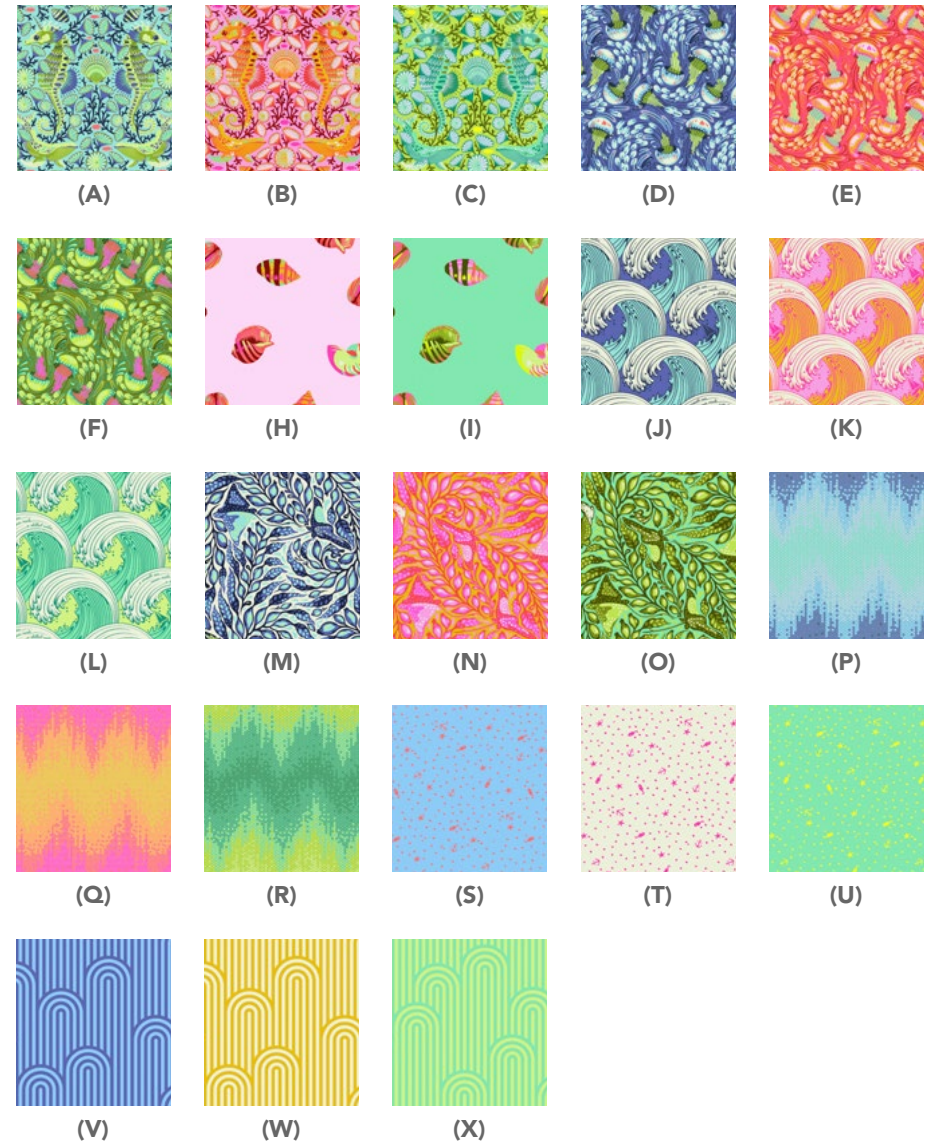 (A) (B) (C) (D) (E)
(F) (H) (I) (J) (K)
(L) (M) (N) (O) (P)
(Q) (R) (S) (T) (U)
(V) (W) (X)